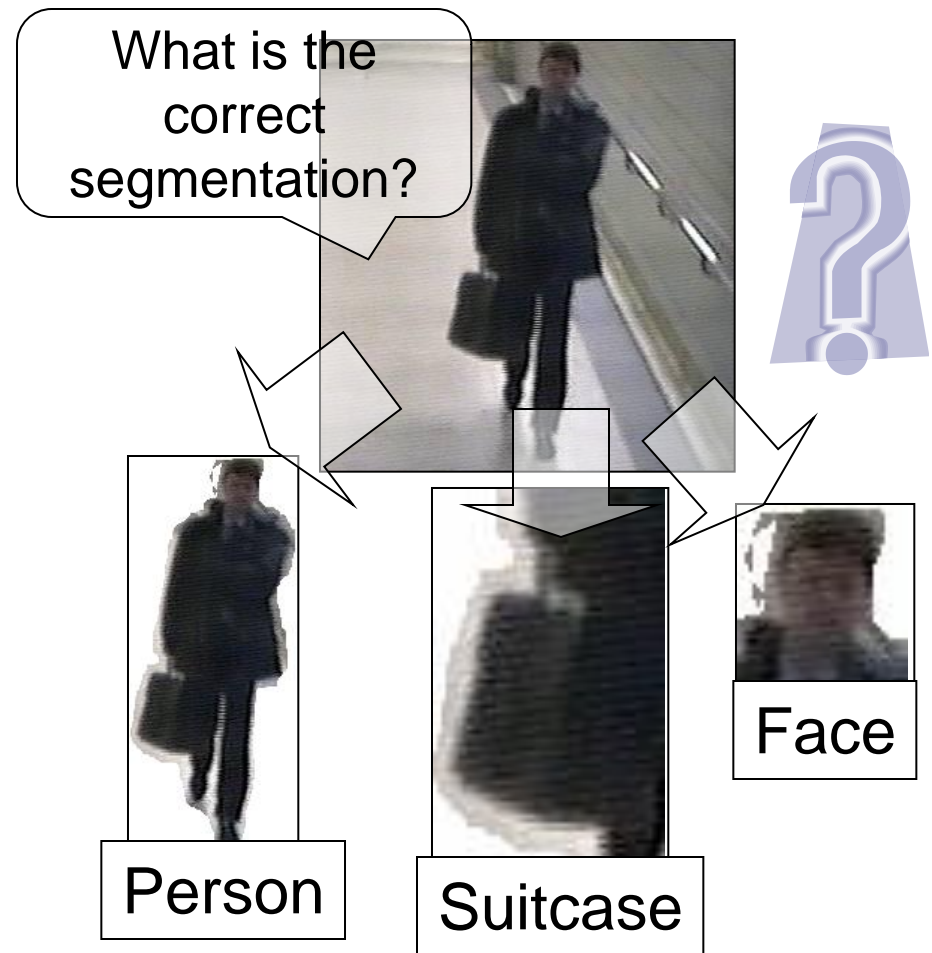 What is the
correct
segmentation?
?
Person
Suitcase
Face